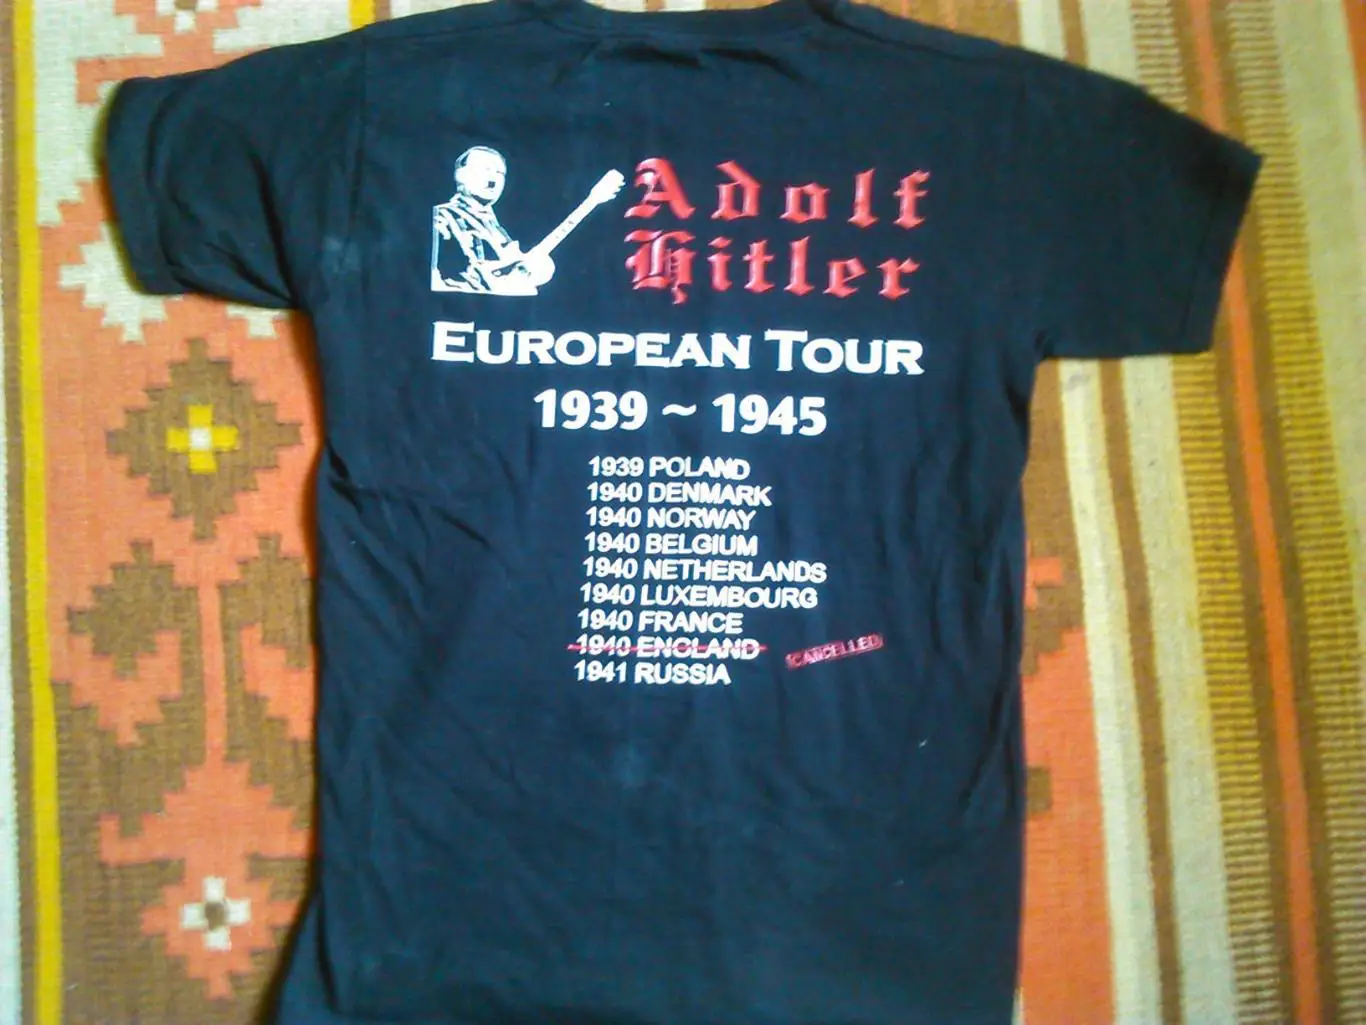 Adolf
Hitler
EUROPEAN TOUR
1939 ~ 1945
1939 POLAND
1940 DENMARK
1940 NORWAY
1940 BELGIUM
1940 NETHERLANDS
1940 LUXEMBOURG
1940 FRANCE
1940 ENGLAND CANCELLED
1941 RUSSIA